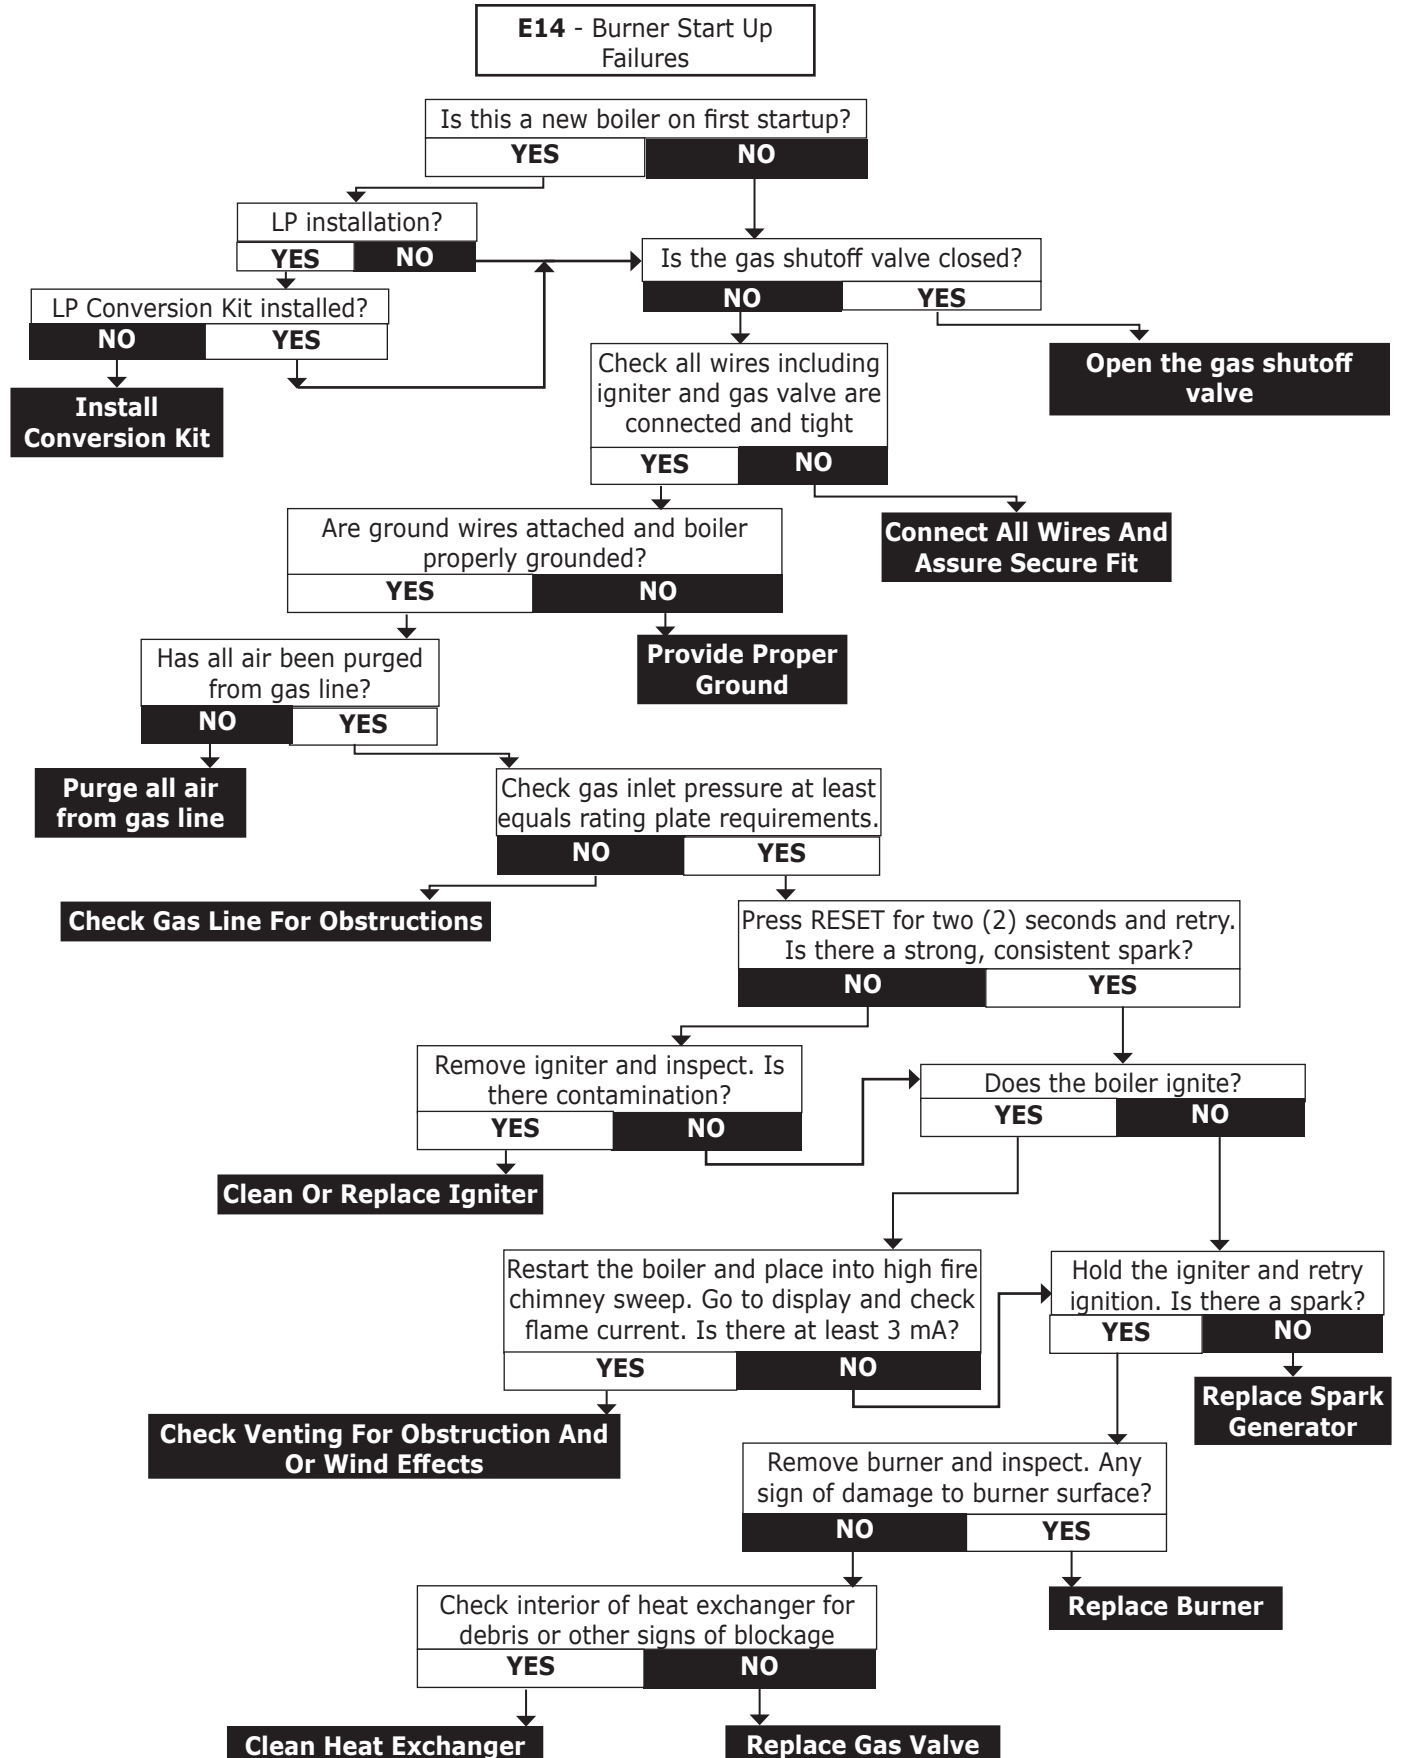 E14 - Burner Start Up
Failures
Is this a new boiler on first startup?
YES
NO
LP installation?
YES
NO
Is the gas shutoff valve closed?
NO
YES
LP Conversion Kit installed?
NO
YES
Install
Conversion Kit
Open the gas shutoff
valve
Check all wires including
igniter and gas valve are
connected and tight
YES
NO
Connect All Wires And
Assure Secure Fit
Are ground wires attached and boiler
properly grounded?
YES
NO
Provide Proper
Ground
Has all air been purged
from gas line?
NO
YES
Purge all air
from gas line
Check gas inlet pressure at least
equals rating plate requirements.
NO
YES
Check Gas Line For Obstructions
Press RESET for two (2) seconds and retry.
Is there a strong, consistent spark?
NO
YES
Remove igniter and inspect. Is
there contamination?
YES
NO
Clean Or Replace Igniter
Does the boiler ignite?
YES
NO
Restart the boiler and place into high fire
chimney sweep. Go to display and check
flame current. Is there at least 3 mA?
YES
NO
Check Venting For Obstruction And
Or Wind Effects
Hold the igniter and retry
ignition. Is there a spark?
YES
NO
Replace Spark
Generator
Remove burner and inspect. Any
sign of damage to burner surface?
NO
YES
Replace Burner
Check interior of heat exchanger for
debris or other signs of blockage
YES
NO
Clean Heat Exchanger
Replace Gas Valve